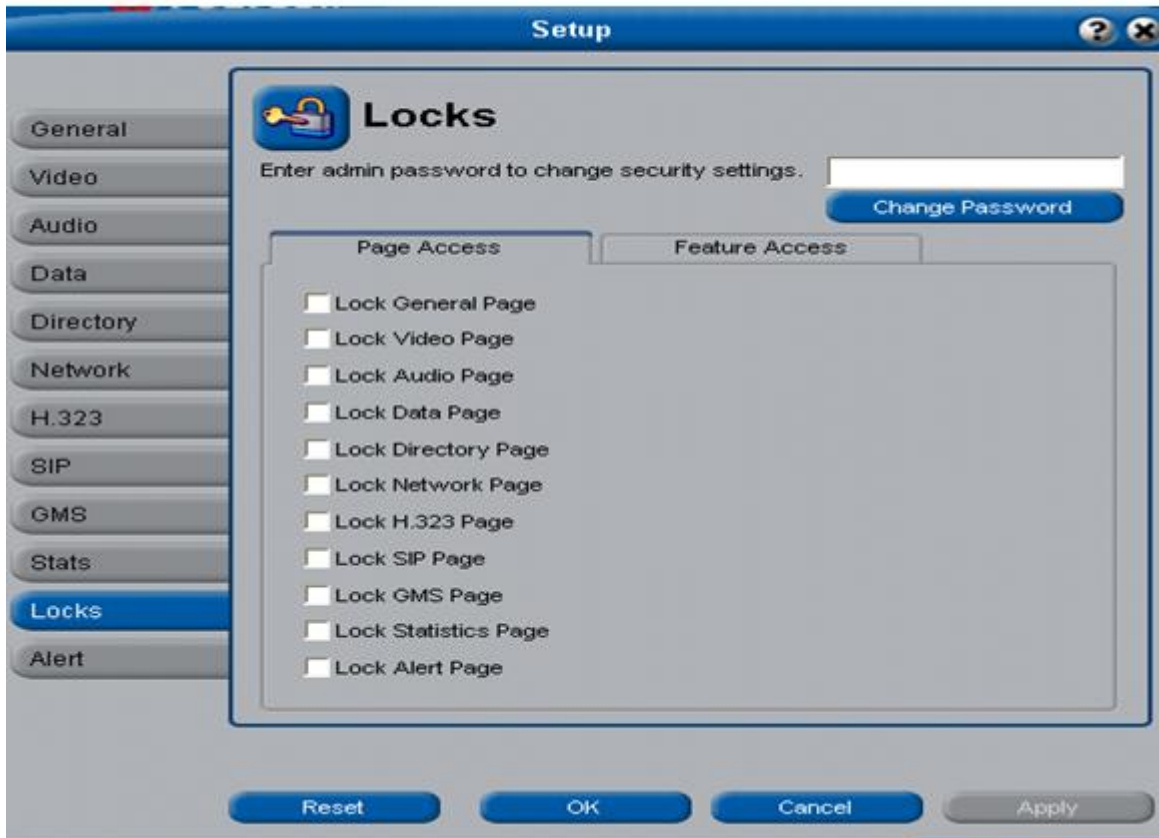 Setup
?
Locks
General
Enter admin password to change security settings.
Video
Change Password
Audio
Page Access Feature Access
Data
Lock General Page
Directory
Lock Video Page
Network
Lock Audio Page
H.323
Lock Data Page
SIP
Lock Directory Page
GMS
Lock Network Page
Stats
Lock H.323 Page
Locks
Lock SIP Page
Alert
Lock GMS Page
Lock Statistics Page
Lock Alert Page
Reset OK Cancel Apply